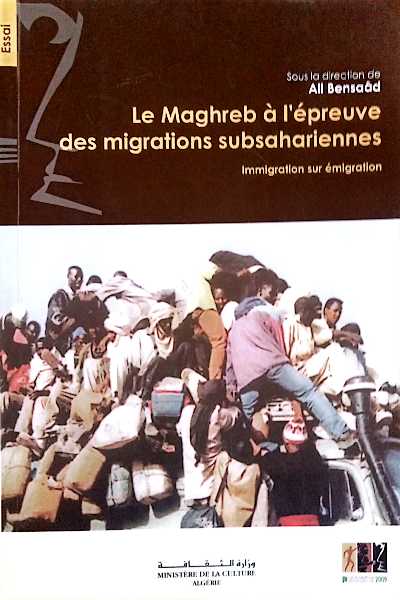 Essai
Sous la direction de
Ali Bensaâd
Le Maghreb à l'épreuve
des migrations subsahariennes
Immigration sur émigration
وزارة الثقافة
MINISTÈRE DE LA CULTURE
ALGÉRIE